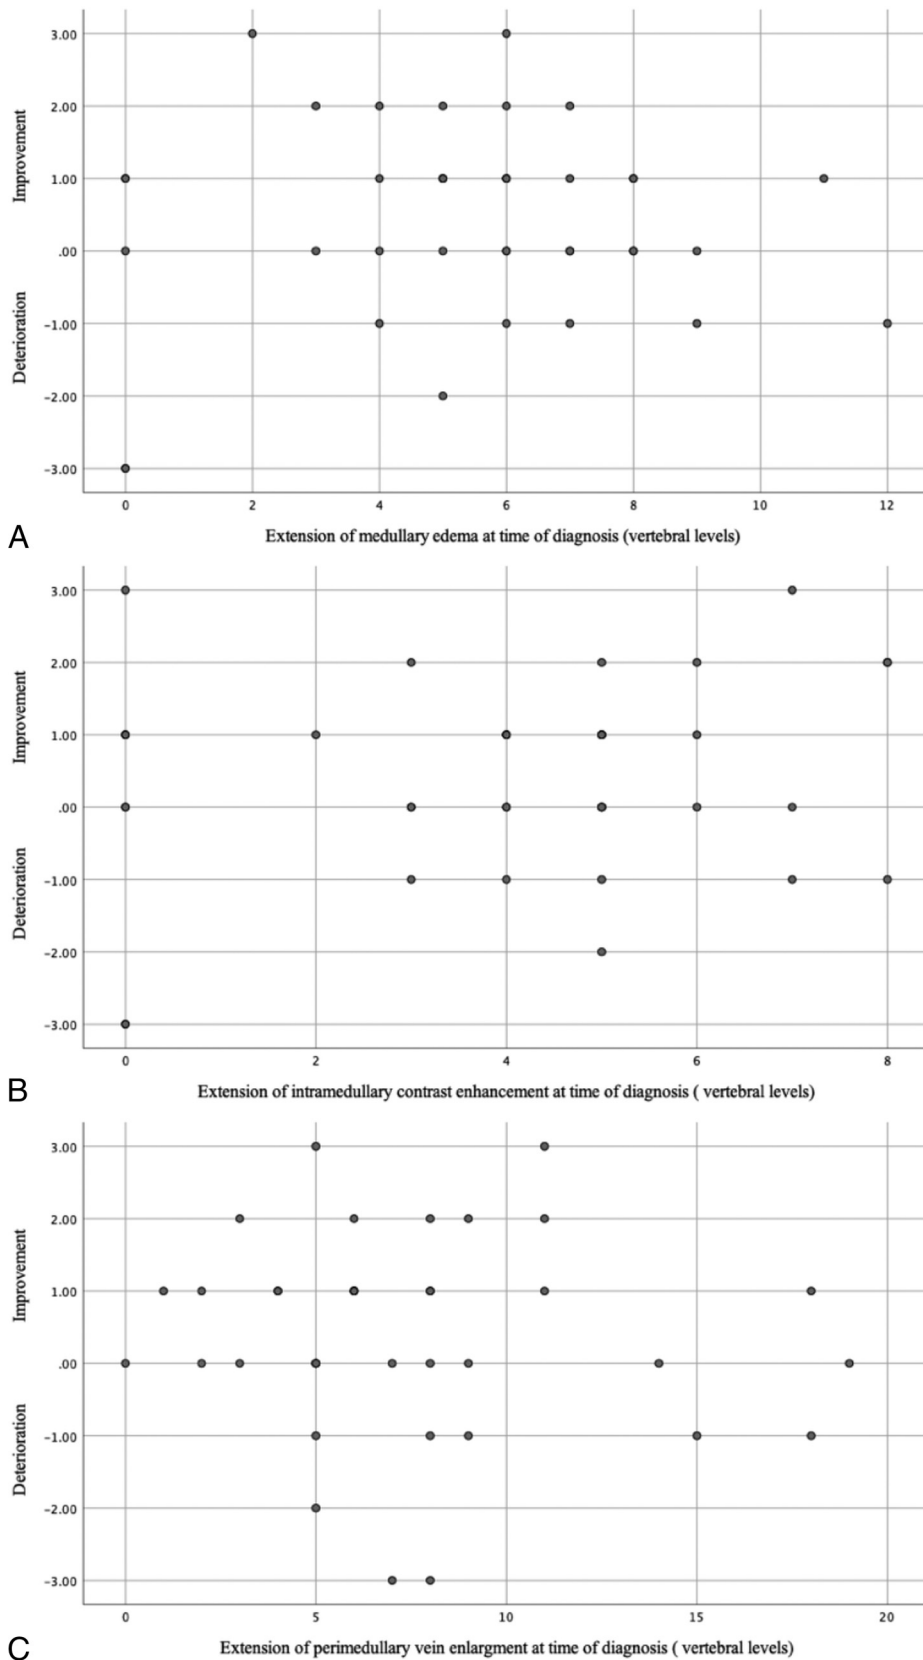 3.00
2.00
1.00
.00
-1.00
-2.00
-3.00
Improvement
Deterioration
0 2 4 6 8 10 12
Extension of medullary edema at time of diagnosis (vertebral levels)
A
3.00
2.00
1.00
.00
-1.00
-2.00
-3.00
Improvement
Deterioration
0 2 4 6 8
Extension of intramedullary contrast enhancement at time of diagnosis ( vertebral levels)
B
3.00
2.00
1.00
.00
-1.00
-2.00
-3.00
Improvement
Deterioration
0 5 10 15 20
Extension of perimedullary vein enlargment at time of diagnosis ( vertebral levels)
C